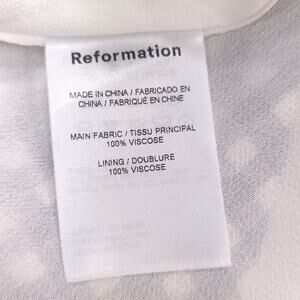 Reformation
MADE IN CHINA / FABRICADO EN
CHINA / FABRIQUÉ EN CHINE
MAIN FABRIC / TISSU PRINCIPAL
100% VISCOSE
LINING / DOUBLURE
100% VISCOSE